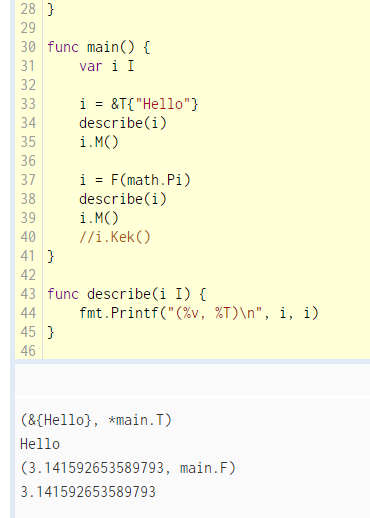 28 }
29
30 func main() {
31     var i I
32
33     i = &T{"Hello"}
34     describe(i)
35     i.M()
36
37     i = F(math.Pi)
38     describe(i)
39     i.M()
40     //i.Kek()
41 }
42
43 func describe(i I) {
44     fmt.Printf("(%v, %T)\n", i, i)
45 }
46
(&{Hello}, *main.T)
Hello
(3.141592653589793, main.F)
3.141592653589793